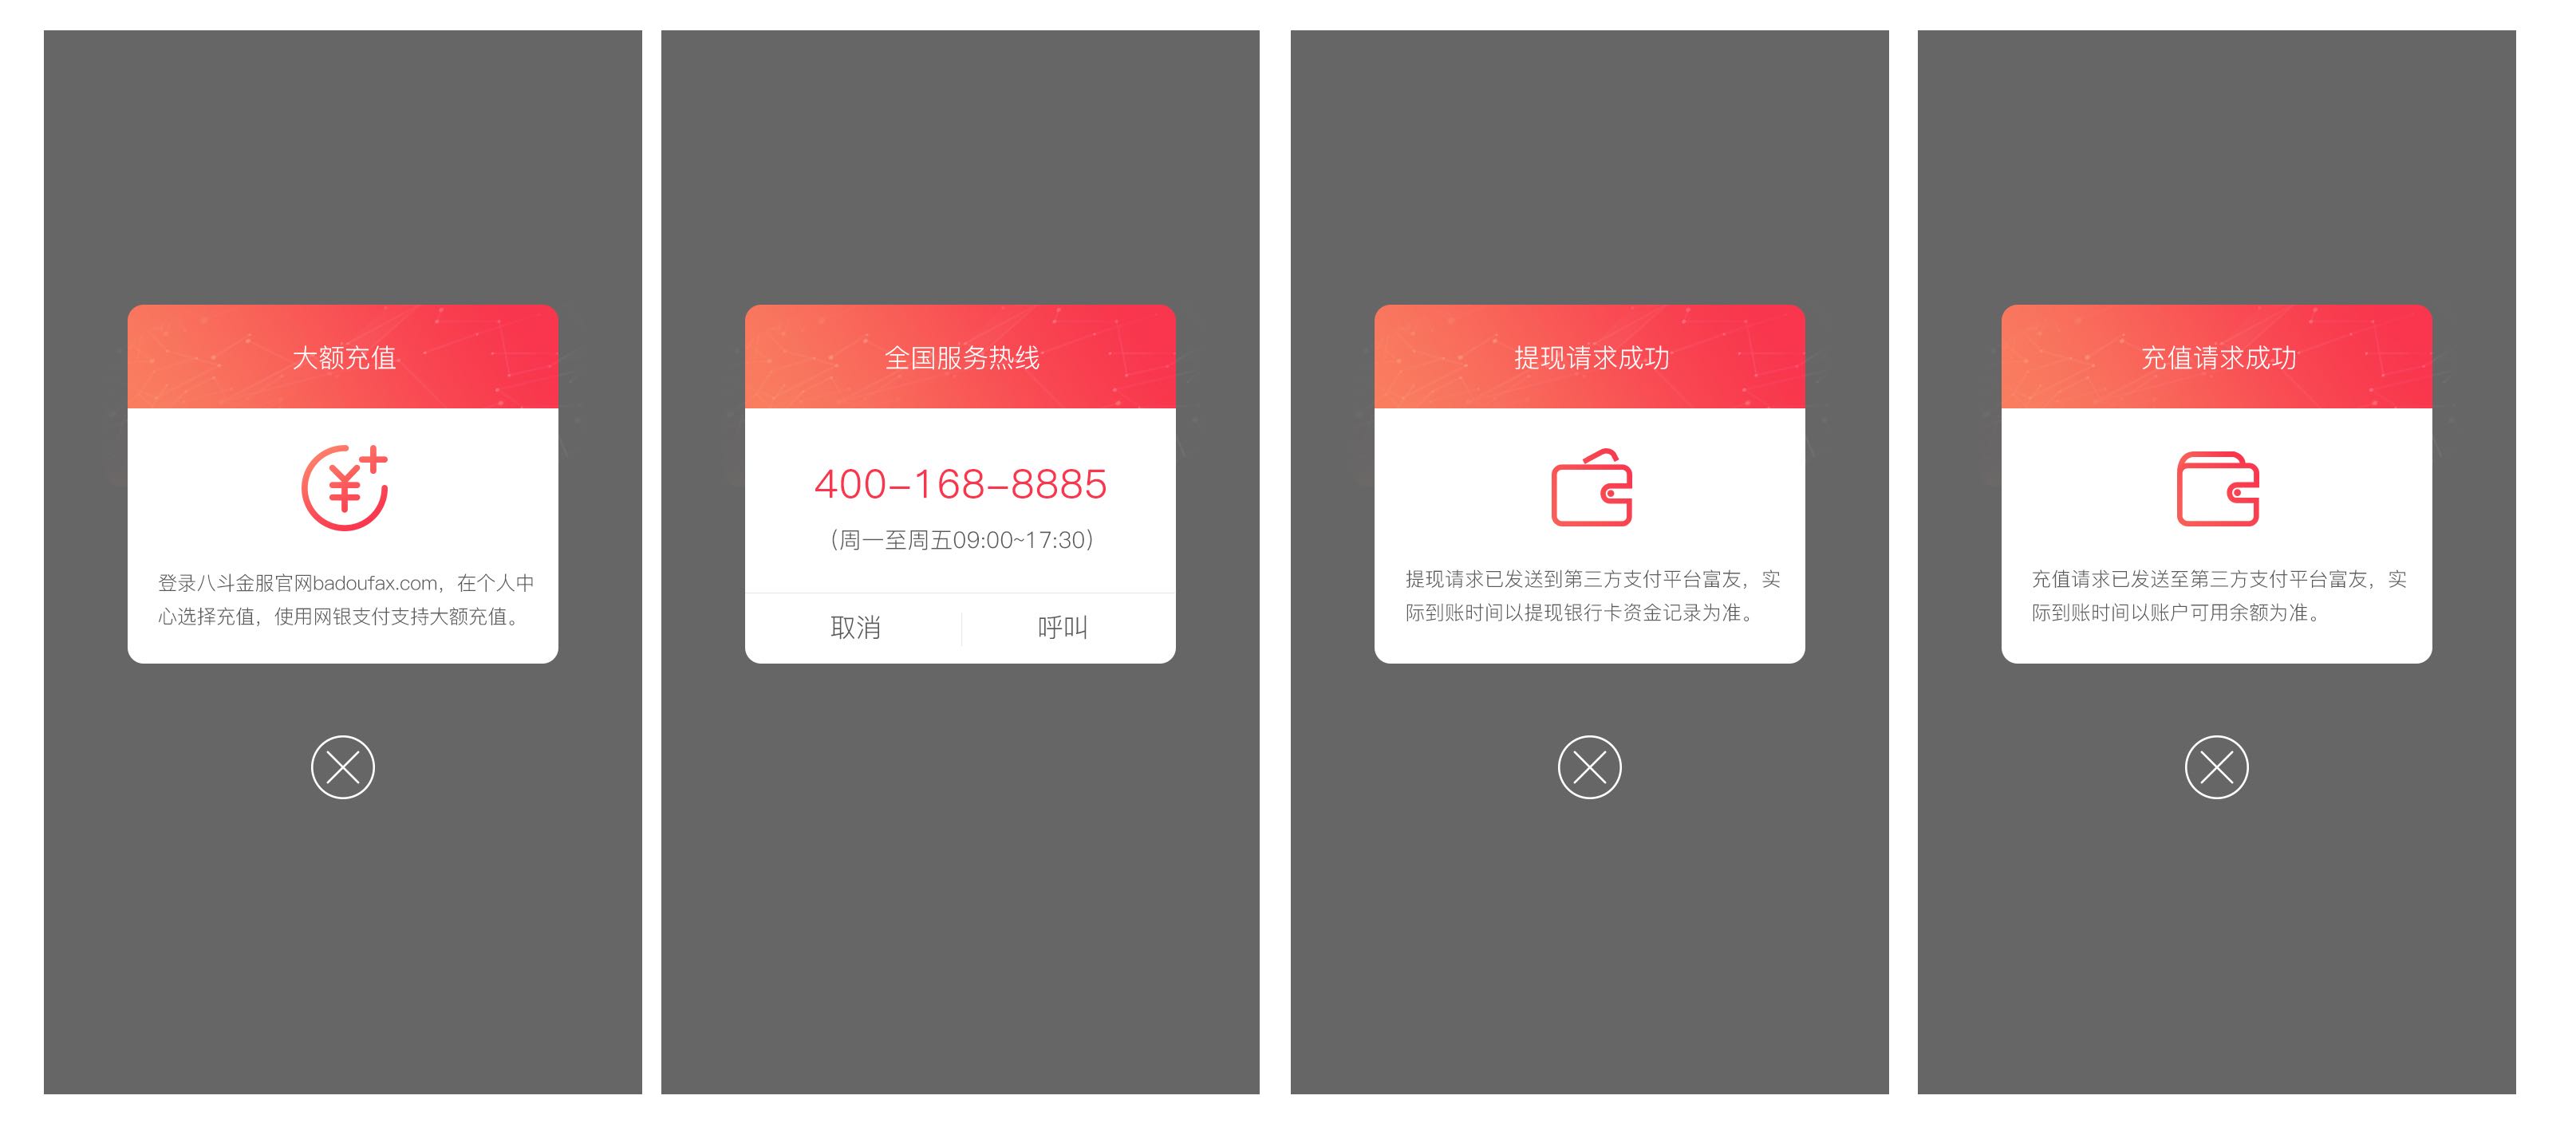 大额充值
登录八斗金服官网badoufax.com，在个人中
心选择充值，使用网银支付支持大额充值。
全国服务热线
400-168-8885
（周一至周五09:00~17:30）
取消
呼叫
提现请求成功
提现请求已发送到第三方支付平台富友，实
际到账时间以提现银行卡资金记录为准。
充值请求成功
充值请求已发送至第三方支付平台富友，实
际到账时间以账户可用余额为准。